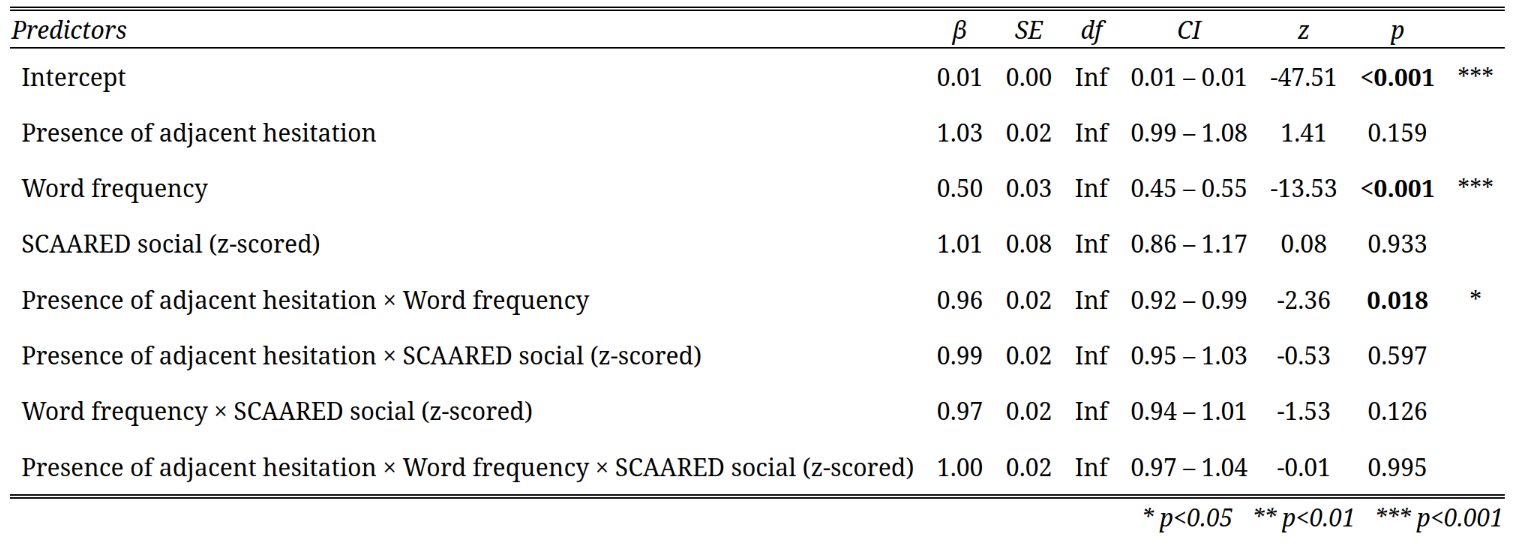 Predictors β SE df CI z p
Intercept 0.01 0.00 Inf 0.01 – 0.01 -47.51 <0.001 ***
Presence of adjacent hesitation 1.03 0.02 Inf 0.99 – 1.08 1.41 0.159
Word frequency 0.50 0.03 Inf 0.45 – 0.55 -13.53 <0.001 ***
SCAARED social (z-scored) 1.01 0.08 Inf 0.86 – 1.17 0.08 0.933
Presence of adjacent hesitation × Word frequency 0.96 0.02 Inf 0.92 – 0.99 -2.36 0.018 *
Presence of adjacent hesitation × SCAARED social (z-scored) 0.99 0.02 Inf 0.95 – 1.03 -0.53 0.597
Word frequency × SCAARED social (z-scored) 0.97 0.02 Inf 0.94 – 1.01 -1.53 0.126
Presence of adjacent hesitation × Word frequency × SCAARED social (z-scored) 1.00 0.02 Inf 0.97 – 1.04 -0.01 0.995
* p<0.05 ** p<0.01 *** p<0.001